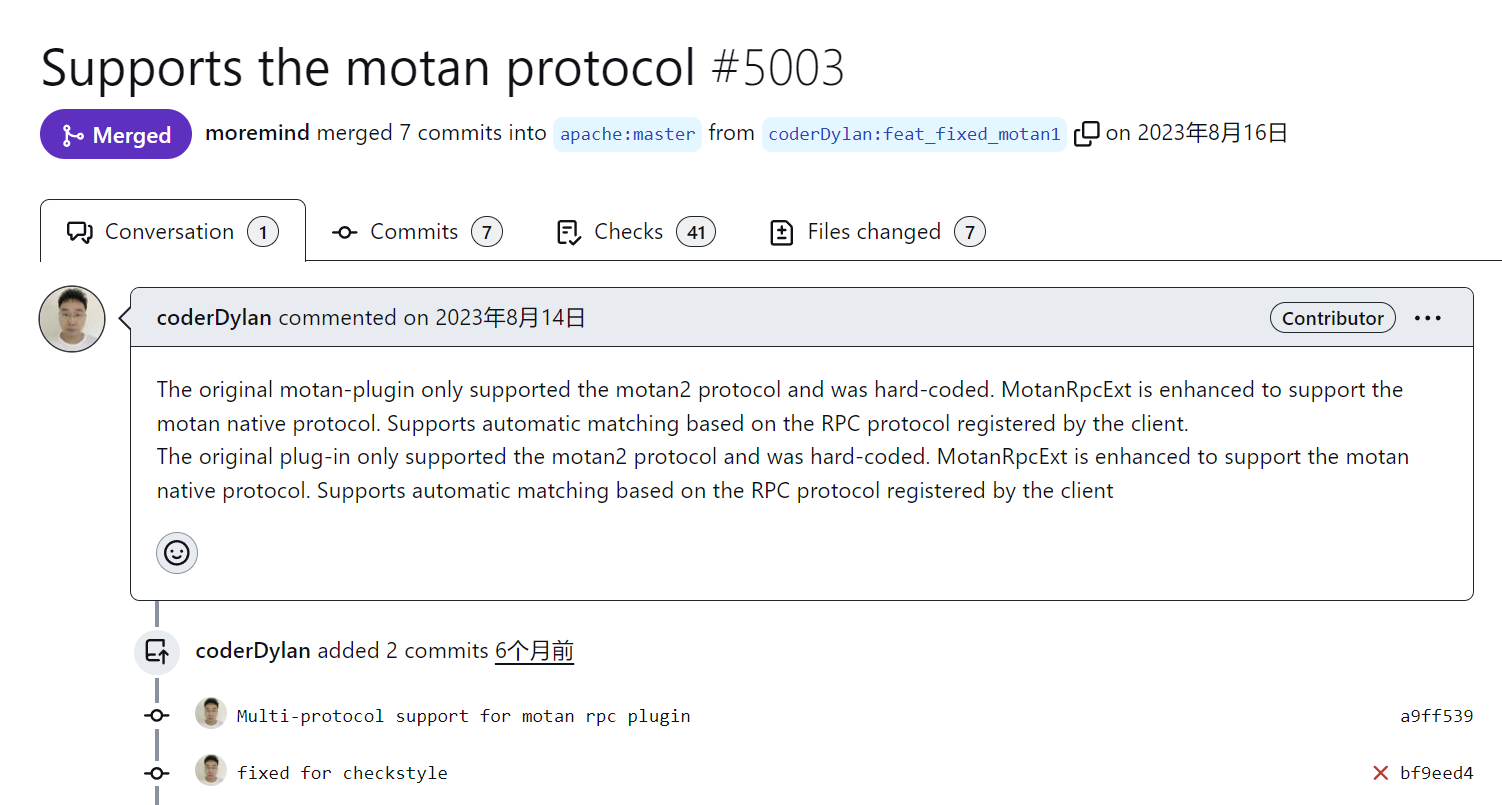 Supports the motan protocol #5003
Merged moremind merged 7 commits into apache:master from coderDylan:feat_fixed_motan1 on 2023年8月16日
Conversation 1 Commits 7 Checks 41 Files changed 7
coderDylan commented on 2023年8月14日 Contributor
The original motan-plugin only supported the motan2 protocol and was hard-coded. MotanRpcExt is enhanced to support the
motan native protocol. Supports automatic matching based on the RPC protocol registered by the client.
The original plug-in only supported the motan2 protocol and was hard-coded. MotanRpcExt is enhanced to support the motan
native protocol. Supports automatic matching based on the RPC protocol registered by the client
coderDylan added 2 commits 6个月前
Multi-protocol support for motan rpc plugin a9ff539
fixed for checkstyle bf9eed4